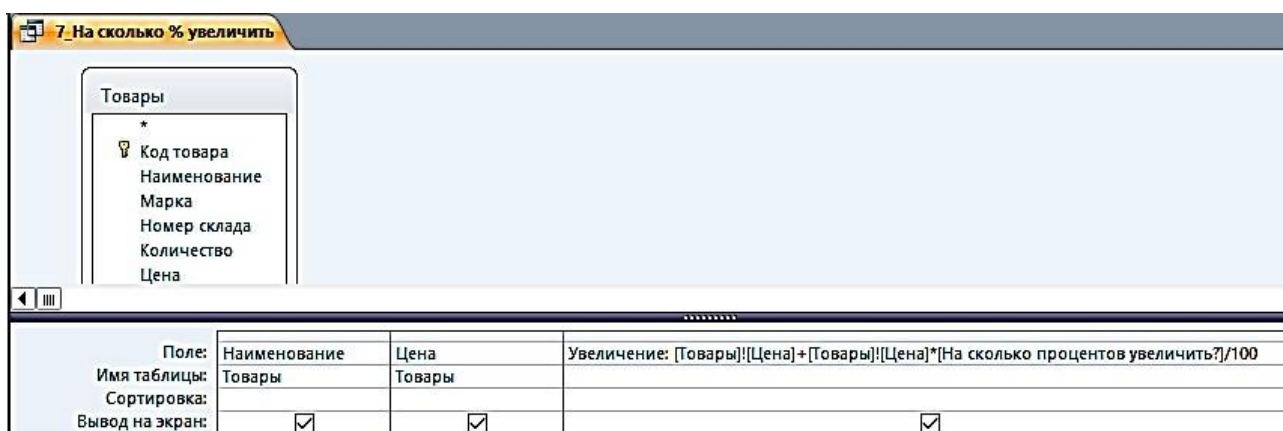 7_На сколько % увеличить
Товары
*
Код товара
Наименование
Марка
Номер склада
Количество
Цена
Поле: Наименование Цена Увеличение: [Товары]![Цена]+[Товары]![Цена]*[На сколько процентов увеличить?]/100
Имя таблицы: Товары Товары
Сортировка:
Вывод на экран: